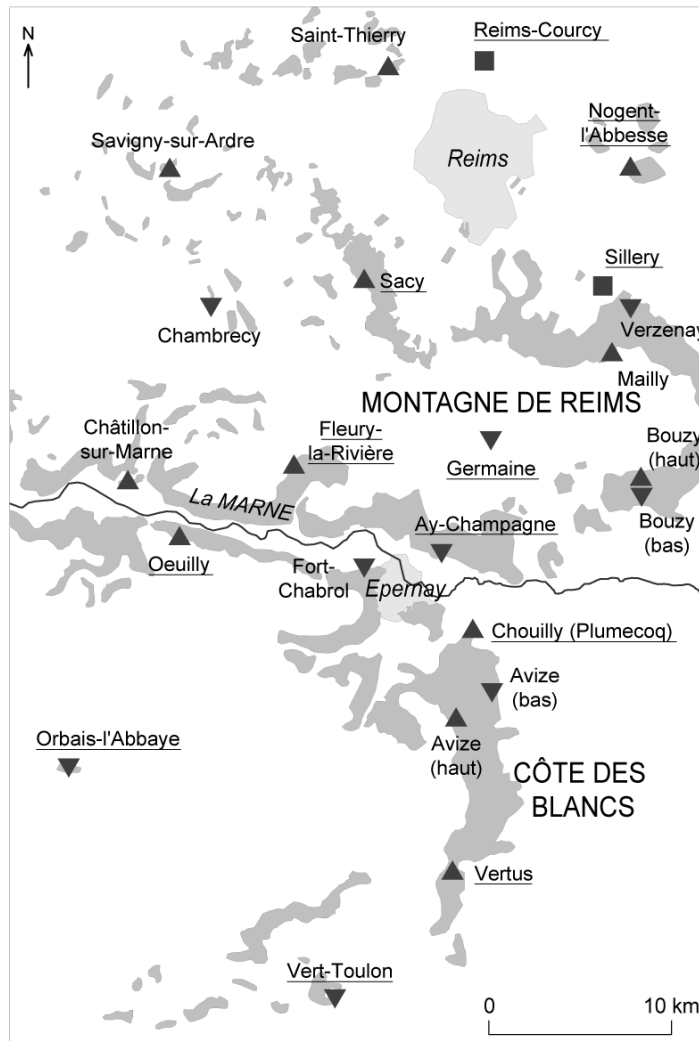 N
Saint-Thierry
Reims-Courcy
Nogent-
l'Abbesse
Savigny-sur-Ardre
Reims
Sillery
Sacy
Chambrecy
Verzenay
Mailly
MONTAGNE DE REIMS
Châtillon-
sur-Marne
Fleury-
la-Rivière
Germaine
Bouzy
(haut)
La MARNE
Ay-Champagne
Bouzy
(bas)
Oeuilly
Fort-
Chabrol
Epernay
Chouilly (Plumecoq)
Avize
(bas)
Orbais-l'Abbaye
Avize
(haut)
CÔTE DES
BLANCS
Vertus
Vert-Toulon
0 10 km